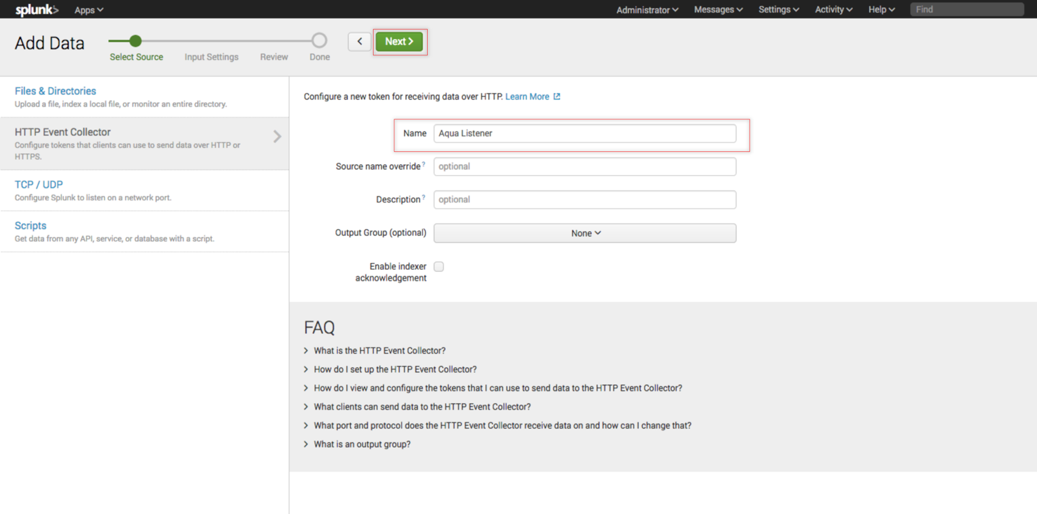 splunk>
Apps
Administrator
Messages
Settings
Activity
Help
Find
Add Data
Select Source
Input Settings
Review
Done
<
Next >
Files & Directories
Upload a file, index a local file, or monitor an entire directory.
HTTP Event Collector
Configure tokens that clients can use to send data over HTTP or
HTTPS.
TCP / UDP
Configure Splunk to listen on a network port.
Scripts
Get data from any API, service, or database with a script.
Configure a new token for receiving data over HTTP. Learn More
Name
Aqua Listener
Source name override ?
optional
Description ?
optional
Output Group (optional)
None
Enable indexer
acknowledgement
FAQ
> What is the HTTP Event Collector?
> How do I set up the HTTP Event Collector?
> How do I view and configure the tokens that I can use to send data to the HTTP Event Collector?
> What clients can send data to the HTTP Event Collector?
> What port and protocol does the HTTP Event Collector receive data on and how can I change that?
> What is an output group?